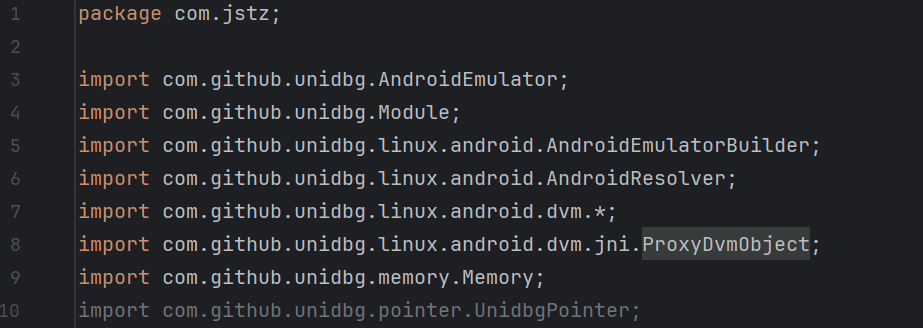 1 package com.jstz;
2
3 import com.github.unidbg.AndroidEmulator;
4 import com.github.unidbg.Module;
5 import com.github.unidbg.linux.android.AndroidEmulatorBuilder;
6 import com.github.unidbg.linux.android.AndroidResolver;
7 import com.github.unidbg.linux.android.dvm.*;
8 import com.github.unidbg.linux.android.dvm.jni.ProxyDvmObject;
9 import com.github.unidbg.memory.Memory;
10 import com.github.unidbg.pointer.UnidbgPointer;